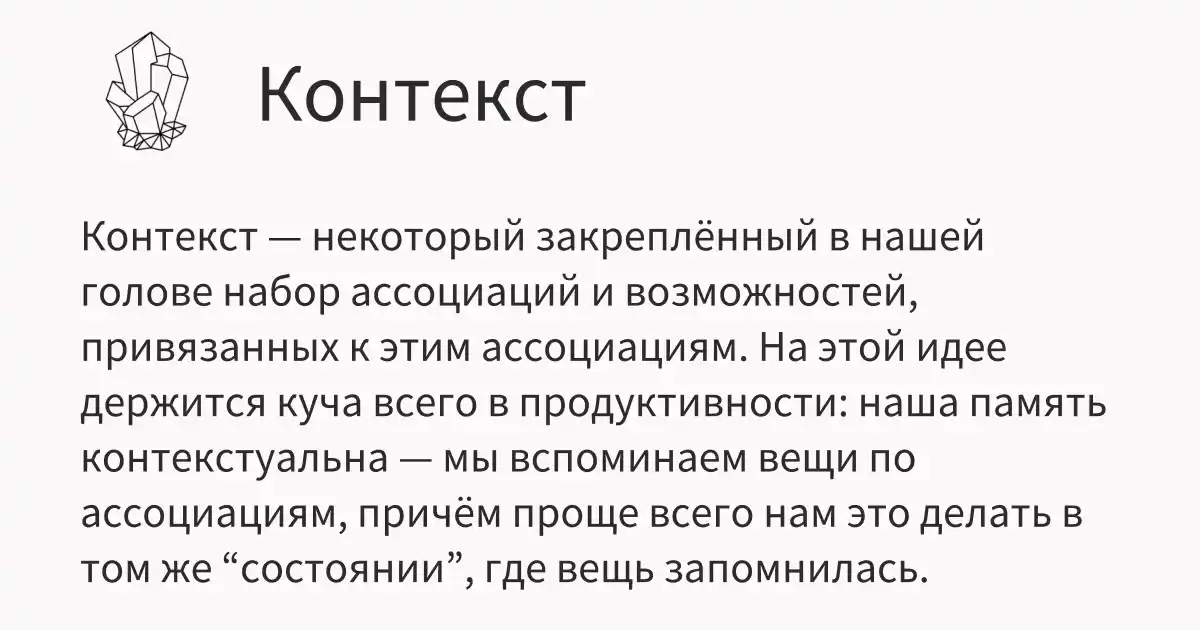 Контекст
Контекст — некоторый закреплённый в нашей
голове набор ассоциаций и возможностей,
привязанных к этим ассоциациям. На этой идее
держится куча всего в продуктивности: наша память
контекстуальна — мы вспоминаем вещи по
ассоциациям, причём проще всего нам это делать в
том же “состоянии”, где вещь запомнилась.